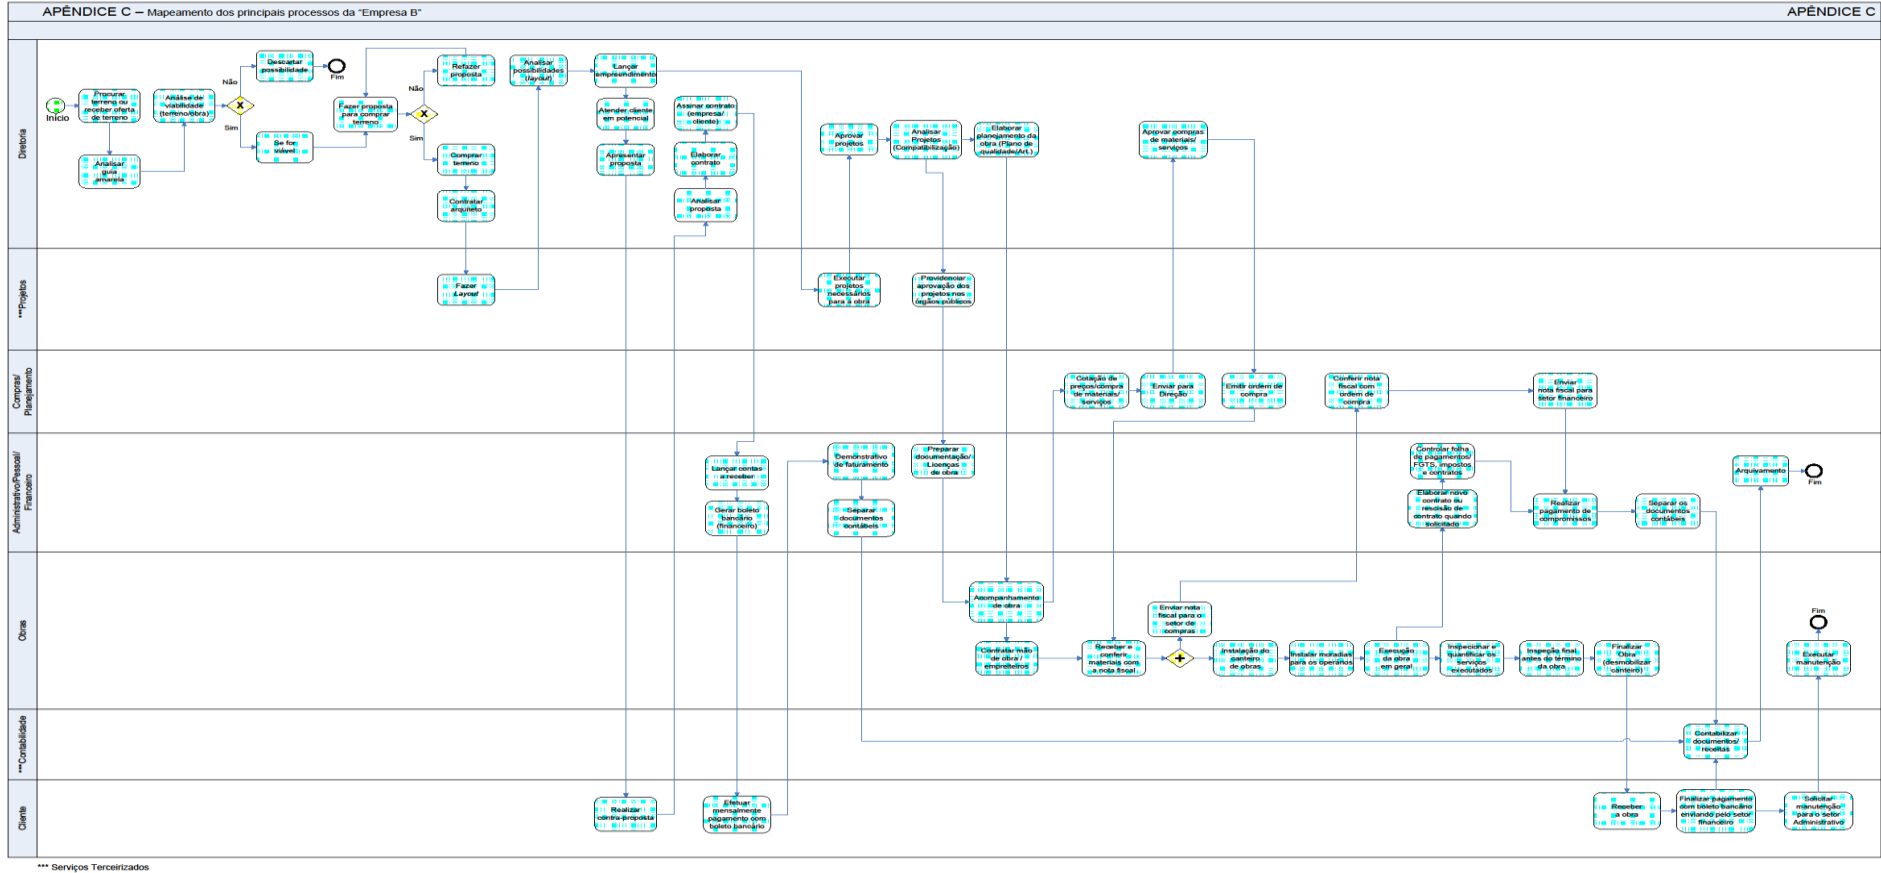 APÊNDICE C – Mapeamento dos principais processos da “Empresa B”
APÊNDICE C
Diretoria
Início
Procurar
terreno ou
receber oferta
de terreno
Analisar
guia
amarela
Análise de
viabilidade
(terreno/obra)
Não
Sim
X
Descartar
possibilidade
Fim
Se for
viável
Fazer proposta
para comprar
terreno
X
Não
Sim
Refazer
proposta
Comprar
terreno
Contratar
arquiteto
Analisar
possibilidades
(layout)
Lançar
empreendimento
Atender cliente
em potencial
Apresentar
proposta
Assinar contrato
(empresa/
cliente)
Elaborar
contrato
Analisar
proposta
Aprovar
projetos
Analisar
Projetos
(Compatibilização)
Elaborar
planejamento da
obra (Plano de
qualidade/Art.)
Aprovar compras
de materiais/
serviços
***Projetos
Fazer
Layout
Executar
projetos
necessários
para a obra
Providenciar
aprovação dos
projetos nos
órgãos públicos
Compras/
Planejamento
Cotação de
preços/compra
de materiais/
serviços
Enviar para
Direção
Emitir ordem de
compra
Conferir nota
fiscal com
ordem de
compra
Enviar
nota fiscal para
setor financeiro
Administrativo/Pessoal/
Financeiro
Lançar contas
a receber
Gerar boleto
bancário
(financeiro)
Demonstrativo
de faturamento
Separar
documentos
contábeis
Preparar
documentação/
Licenças
de obra
Controlar folha
de pagamentos/
FGTS, impostos
e contratos
Elaborar novo
contrato ou
rescisão de
contrato quando
solicitado
Realizar
pagamento de
compromissos
Separar os
documentos
contábeis
Arquivamento
Fim
Obras
Acompanhamento
de obra
Contratar mão
de obra /
empreiteiros
Receber e
conferir
materiais com
a nota fiscal
Enviar nota
fiscal para o
setor de
compras
+
Instalação do
canteiro
de obras
Instalar moradias
para os operários
Execução
da obra
em geral
Inspecionar e
quantificar os
serviços
executados
Inspeção final
antes do término
da obra
Finalizar
Obra
(desmobilizar
canteiro)
Executar
manutenção
Fim
***Contabilidade
Contabilizar
documentos/
receitas
Cliente
Realizar
contra-proposta
Efetuar
mensalmente
pagamento com
boleto bancário
Receber
a obra
Finalizar pagamento
com boleto bancário
enviando pelo setor
financeiro
Solicitar
manutenção
para o setor
Administrativo
*** Serviços Terceirizados